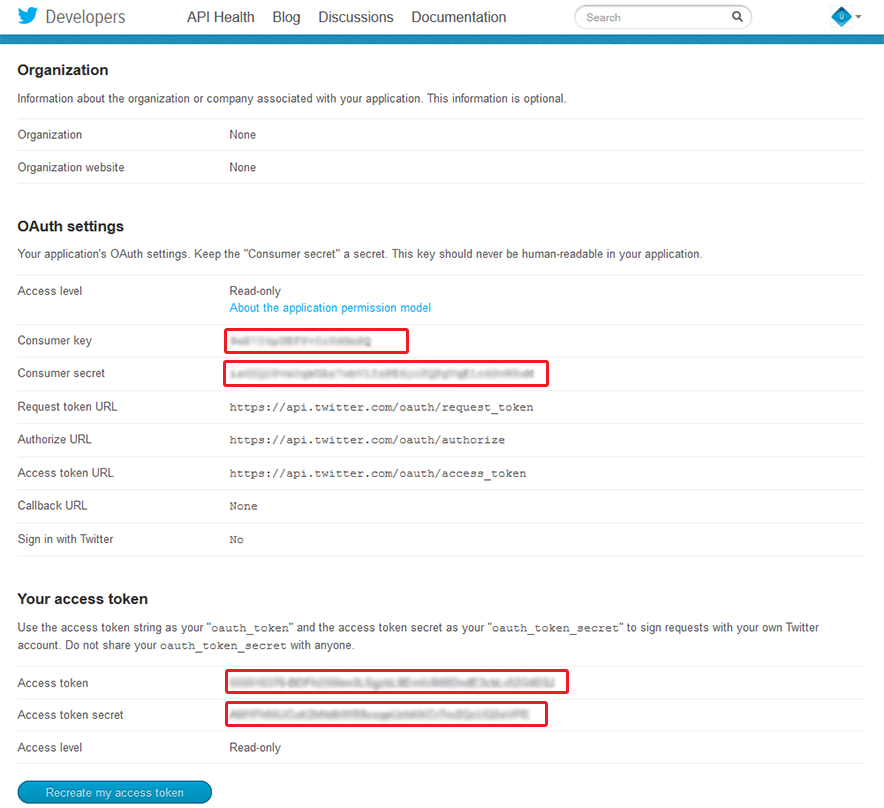 Developers
API Health Blog Discussions Documentation
Search
Organization
Information about the organization or company associated with your application. This information is optional.
Organization None
Organization website None
OAuth settings
Your application's OAuth settings. Keep the "Consumer secret" a secret. This key should never be human-readable in your application.
Access level Read-only
About the application permission model
Consumer key
Consumer secret
Request token URL https://api.twitter.com/oauth/request_token
Authorize URL https://api.twitter.com/oauth/authorize
Access token URL https://api.twitter.com/oauth/access_token
Callback URL None
Sign in with Twitter No
Your access token
Use the access token string as your "oauth_token" and the access token secret as your "oauth_token_secret" to sign requests with your own Twitter
account. Do not share your oauth_token_secret with anyone.
Access token
Access token secret
Access level Read-only
Recreate my access token